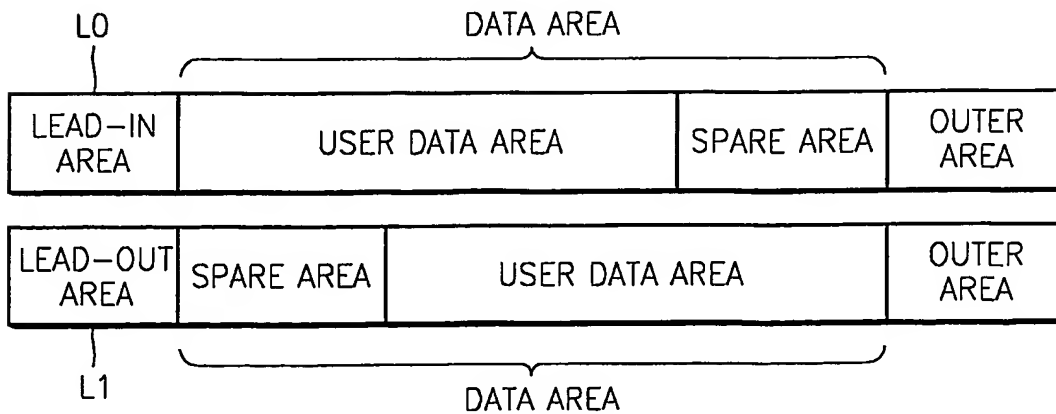 L0
DATA AREA
LEAD-IN
AREA
USER DATA AREA
SPARE AREA
OUTER
AREA
LEAD-OUT
AREA
SPARE AREA
USER DATA AREA
OUTER
AREA
L1
DATA AREA